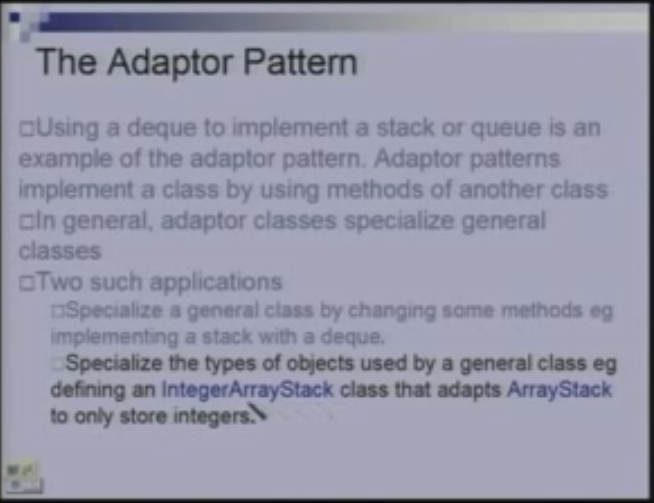 The Adaptor Pattern
□Using a deque to implement a stack or queue is an
example of the adaptor pattern. Adaptor patterns
implement a class by using methods of another class
□In general, adaptor classes specialize general
classes
□Two such applications
□Specialize a general class by changing some methods eg
implementing a stack with a deque.
□Specialize the types of objects used by a general class eg
defining an IntegerArrayStack class that adapts ArrayStack
to only store integers.